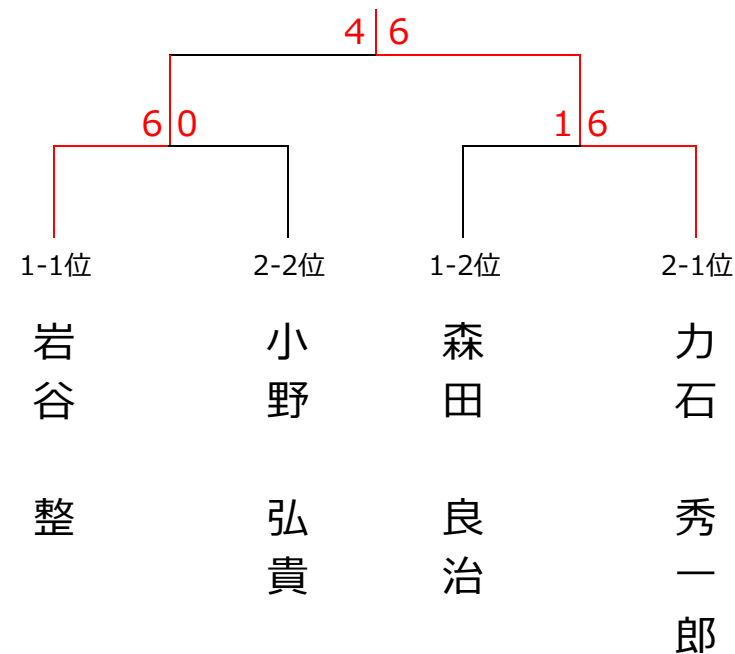 4 6
6 0
1 6
1-1位
2-2位
1-2位
2-1位
岩谷 整
小野 弘貴
森田 良治
力石 秀一郎